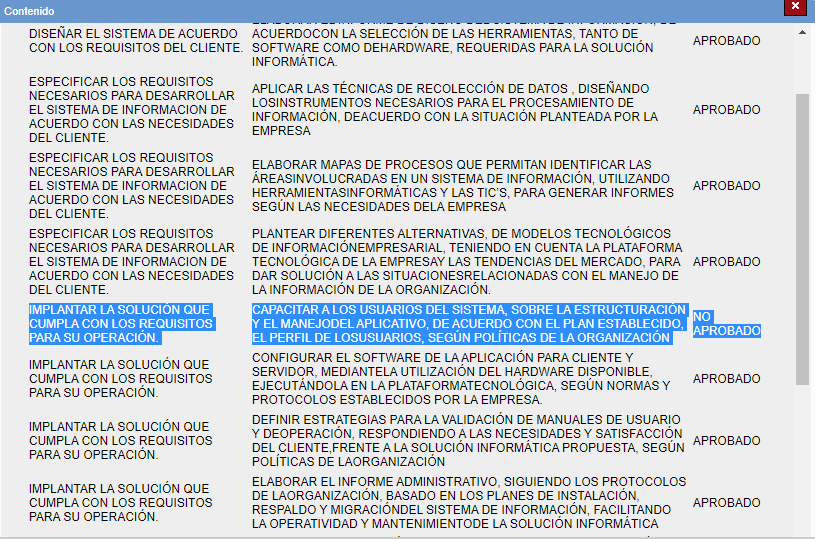 Contenido
DISEÑAR EL SISTEMA DE ACUERDO
CON LOS REQUISITOS DEL CLIENTE.
ELABORAR EL INFORME DE DISEÑO DEL SISTEMA DE INFORMACIÓN, DE
ACUERDOCON LA SELECCIÓN DE LAS HERRAMIENTAS, TANTO DE
SOFTWARE COMO DEHARDWARE, REQUERIDAS PARA LA SOLUCIÓN
INFORMÁTICA.
APROBADO
ESPECIFICAR LOS REQUISITOS
NECESARIOS PARA DESARROLLAR
EL SISTEMA DE INFORMACION DE
ACUERDO CON LAS NECESIDADES
DEL CLIENTE.
APLICAR LAS TÉCNICAS DE RECOLECCIÓN DE DATOS , DISEÑANDO
LOSINSTRUMENTOS NECESARIOS PARA EL PROCESAMIENTO DE
INFORMACIÓN, DEACUERDO CON LA SITUACIÓN PLANTEADA POR LA
EMPRESA
APROBADO
ESPECIFICAR LOS REQUISITOS
NECESARIOS PARA DESARROLLAR
EL SISTEMA DE INFORMACION DE
ACUERDO CON LAS NECESIDADES
DEL CLIENTE.
ELABORAR MAPAS DE PROCESOS QUE PERMITAN IDENTIFICAR LAS
ÁREASINVOLUCRADAS EN UN SISTEMA DE INFORMACIÓN, UTILIZANDO
HERRAMIENTASINFORMÁTICAS Y LAS TIC'S, PARA GENERAR INFORMES
SEGÚN LAS NECESIDADES DELA EMPRESA
APROBADO
ESPECIFICAR LOS REQUISITOS
NECESARIOS PARA DESARROLLAR
EL SISTEMA DE INFORMACION DE
ACUERDO CON LAS NECESIDADES
DEL CLIENTE.
PLANTEAR DIFERENTES ALTERNATIVAS, DE MODELOS TECNOLÓGICOS
DE INFORMACIÓNEMPRESARIAL, TENIENDO EN CUENTA LA PLATAFORMA
TECNOLÓGICA DE LA EMPRESAY LAS TENDENCIAS DEL MERCADO, PARA
DAR SOLUCIÓN A LAS SITUACIONESRELACIONADAS CON EL MANEJO DE
LA INFORMACIÓN DE LA ORGANIZACIÓN.
APROBADO
IMPLANTAR LA SOLUCIÓN QUE
CUMPLA CON LOS REQUISITOS
PARA SU OPERACIÓN.
CAPACITAR A LOS USUARIOS DEL SISTEMA, SOBRE LA ESTRUCTURACIÓN
Y EL MANEJODEL APLICATIVO, DE ACUERDO CON EL PLAN ESTABLECIDO,
EL PERFIL DE LOSUSUARIOS, SEGÚN POLÍTICAS DE LA ORGANIZACIÓN
NO
APROBADO
IMPLANTAR LA SOLUCIÓN QUE
CUMPLA CON LOS REQUISITOS
PARA SU OPERACIÓN.
CONFIGURAR EL SOFTWARE DE LA APLICACIÓN PARA CLIENTE Y
SERVIDOR, MEDIANTELA UTILIZACIÓN DEL HARDWARE DISPONIBLE,
EJECUTÁNDOLA EN LA PLATAFORMATECNOLÓGICA, SEGÚN NORMAS Y
PROTOCOLOS ESTABLECIDOS POR LA EMPRESA.
APROBADO
IMPLANTAR LA SOLUCIÓN QUE
CUMPLA CON LOS REQUISITOS
PARA SU OPERACIÓN.
DEFINIR ESTRATEGIAS PARA LA VALIDACIÓN DE MANUALES DE USUARIO
Y DEOPERACIÓN, RESPONDIENDO A LAS NECESIDADES Y SATISFACCIÓN
DEL CLIENTE,FRENTE A LA SOLUCIÓN INFORMÁTICA PROPUESTA, SEGÚN
POLÍTICAS DE LAORGANIZACIÓN
APROBADO
IMPLANTAR LA SOLUCIÓN QUE
CUMPLA CON LOS REQUISITOS
PARA SU OPERACIÓN.
ELABORAR EL INFORME ADMINISTRATIVO, SIGUIENDO LOS PROTOCOLOS
DE LAORGANIZACIÓN, BASADO EN LOS PLANES DE INSTALACIÓN,
RESPALDO Y MIGRACIÓNDEL SISTEMA DE INFORMACIÓN, FACILITANDO
LA OPERATIVIDAD Y MANTENIMIENTODE LA SOLUCIÓN INFORMÁTICA
APROBADO